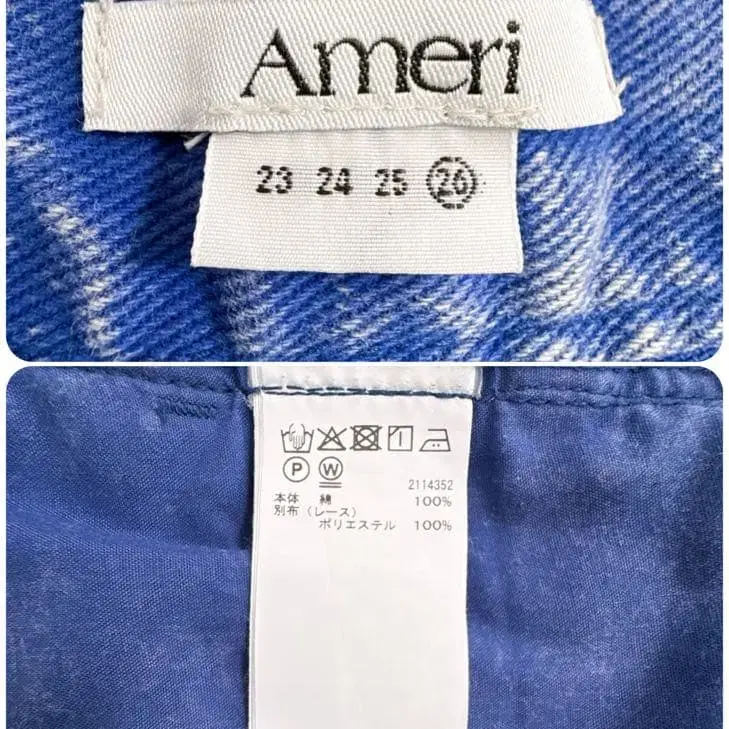 Ameri
23 24 25 26
P W
2114352
本体 綿 100%
別布(レース)
ポリエステル 100%